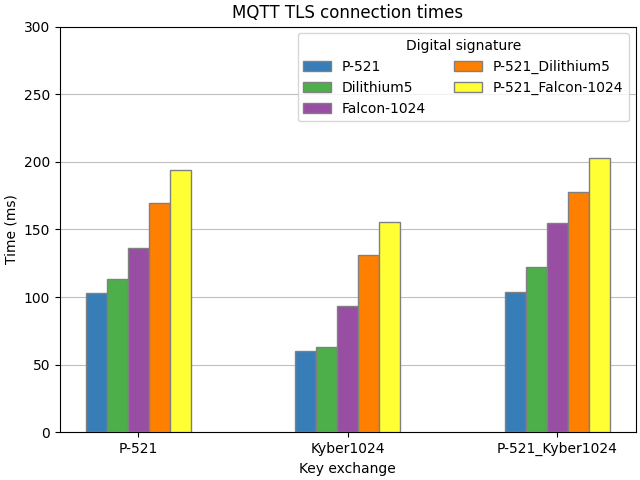 MQTT TLS connection times
Digital signature
P-521
Dilithium5
Falcon-1024
P-521_Dilithium5
P-521_Falcon-1024
Time (ms)
300
250
200
150
100
50
0
P-521
Kyber1024
P-521_Kyber1024
Key exchange